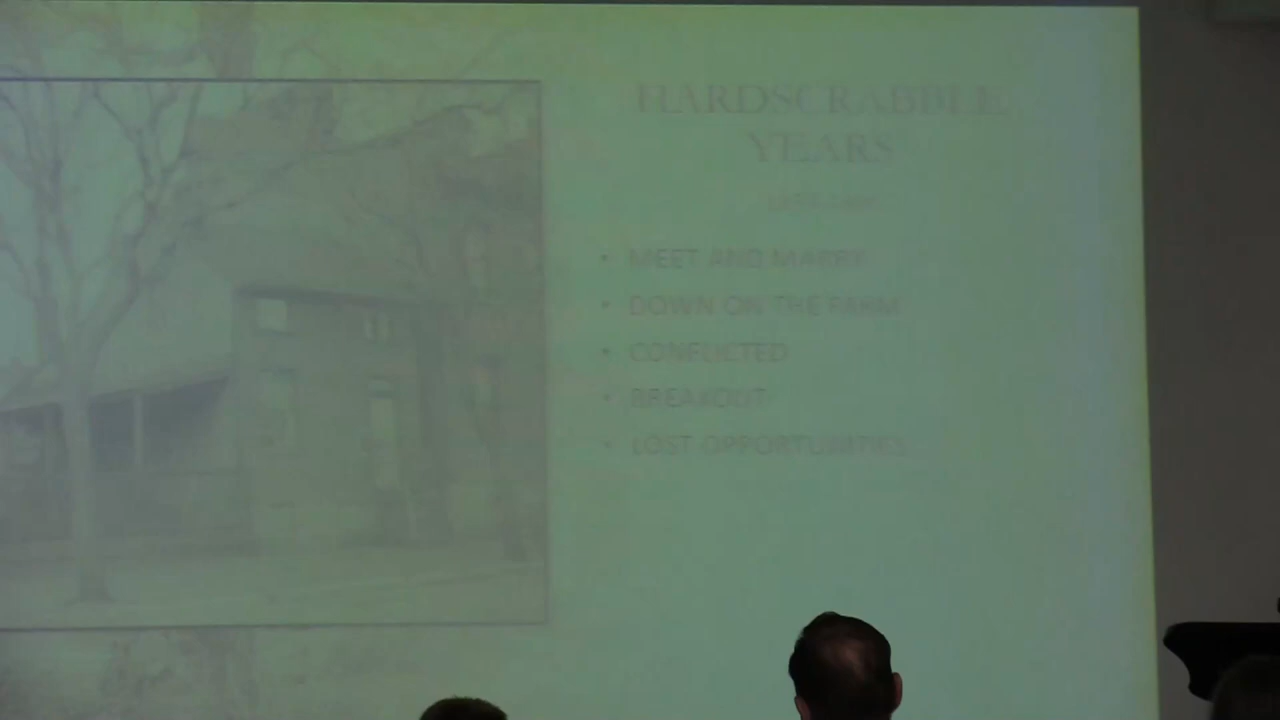 HARDSCRABBLE
YEARS
• MEET AND MARRY
• DOWN ON THE FARM
• CONFLICTED
• BREAKOUT
• LOST OPPORTUNITIES